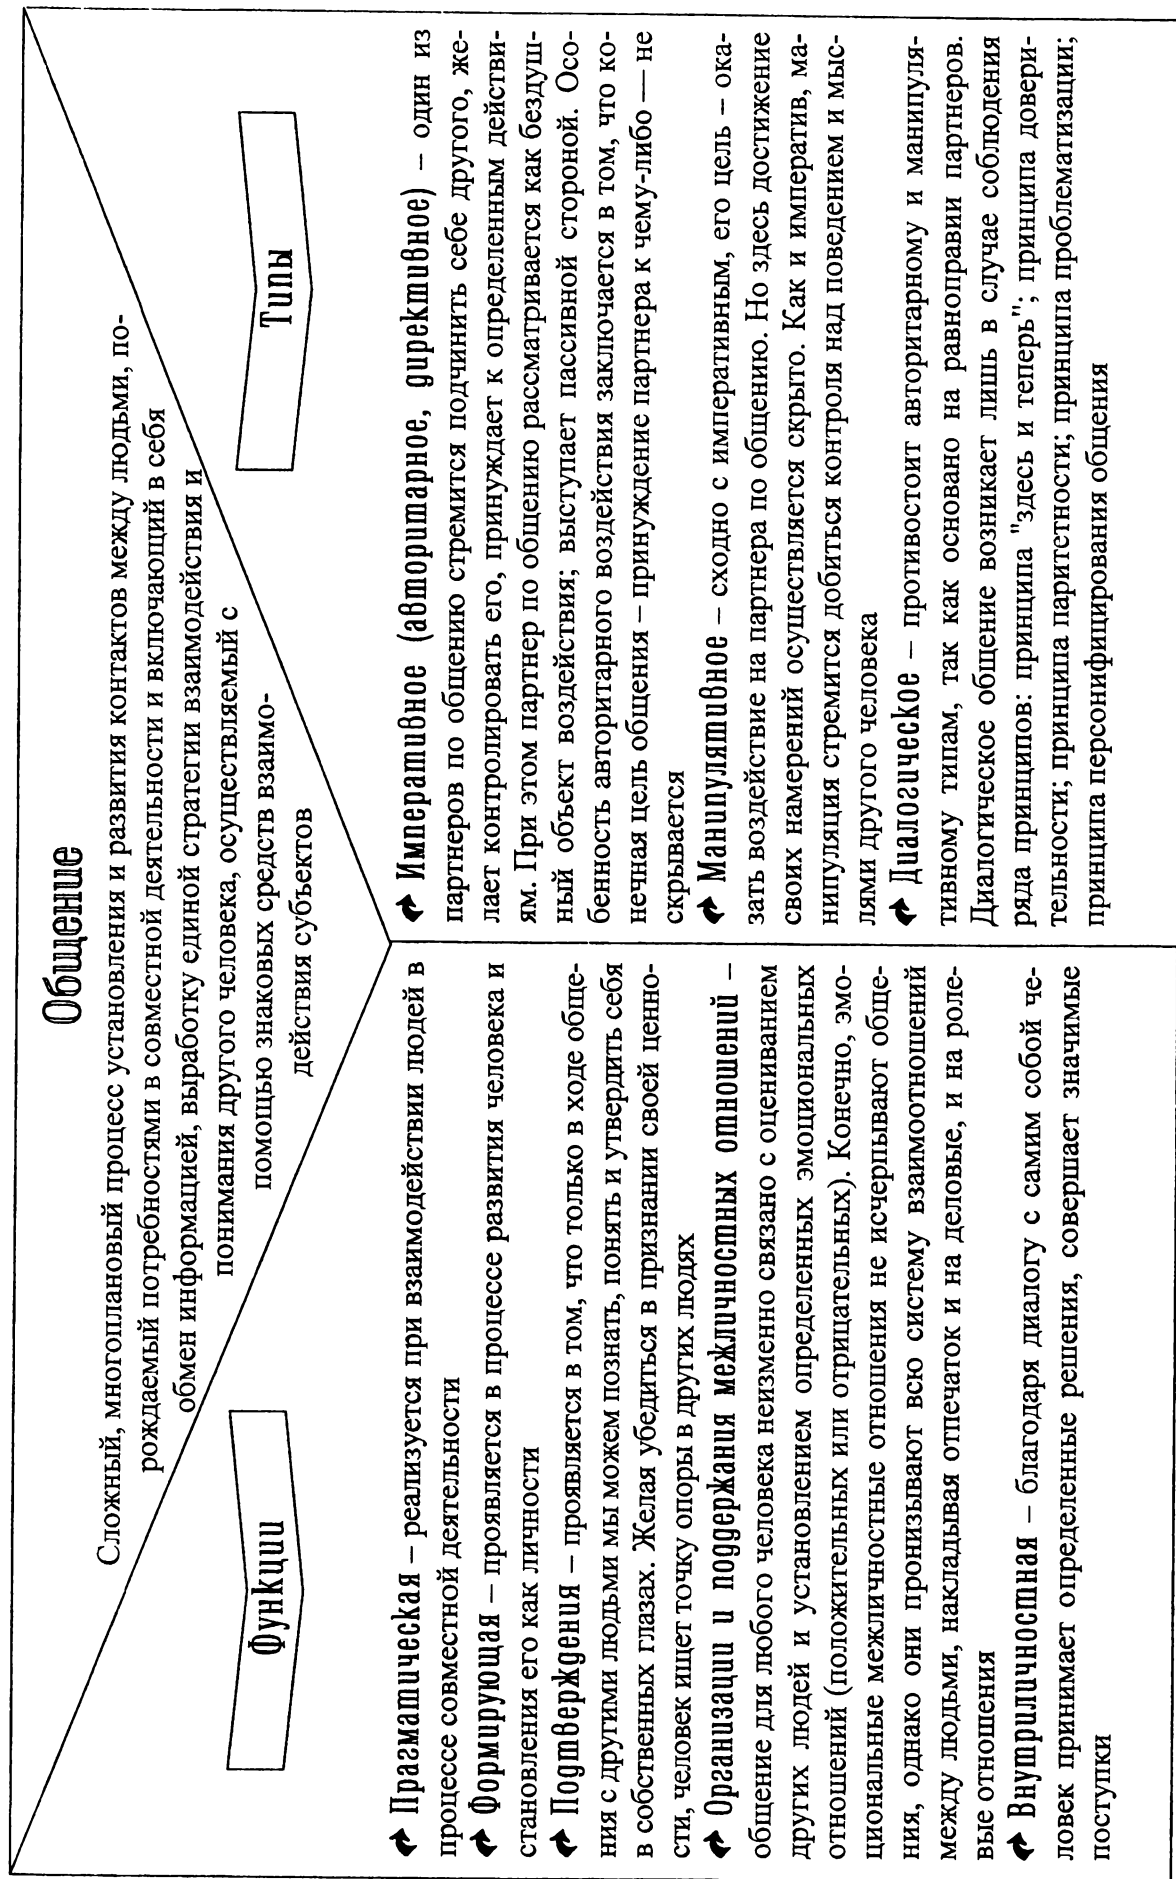 Общение
Сложный, многоплановый процесс установления и развития контактов между людьми, по-
рождаемый потребностями в совместной деятельности и включающий в себя
обмен информацией, выработку единой стратегии взаимодействия и
понимания другого человека, осуществляемый с
помощью знаковых средств взаимо-
действия субъектов
Функции
Прагматическая – реализуется при взаимодействии людей в
процессе совместной деятельности
Формирующая – проявляется в процессе развития человека и
становления его как личности
Подтверждения – проявляется в том, что только в ходе обще-
ния с другими людьми мы можем познать, понять и утвердить себя
в собственных глазах. Желая убедиться в признании своей ценно-
сти, человек ищет точку опоры в других людях
Организации и поддержания межличностных отношений –
общение для любого человека неизменно связано с оцениванием
других людей и установлением определенных эмоциональных
отношений (положительных или отрицательных). Конечно, эмо-
циональные межличностные отношения не исчерпывают обще-
ния, однако они пронизывают всю систему взаимоотношений
между людьми, накладывая отпечаток и на деловые, и на роле-
вые отношения
Внутриличностная – благодаря диалогу с самим собой че-
ловек принимает определенные решения, совершает значимые
поступки
Типы
Императивное (авторитарное, директивное) – один из
партнеров по общению стремится подчинить себе другого, же-
лает контролировать его, принуждает к определенным действи-
ям. При этом партнер по общению рассматривается как бездуш-
ный объект воздействия; выступает пассивной стороной. Осо-
бенность авторитарного воздействия заключается в том, что ко-
нечная цель общения – принуждение партнера к чему-либо — не
скрывается
Манипулятивное – сходно с императивным, его цель – ока-
зать воздействие на партнера по общению. Но здесь достижение
своих намерений осуществляется скрыто. Как и императив, ма-
нипуляция стремится добиться контроля над поведением и мыс-
лями другого человека
Диалогическое – противостоит авторитарному и манипуля-
тивному типам, так как основано на равноправии партнеров.
Диалогическое общение возникает лишь в случае соблюдения
ряда принципов: принципа "здесь и теперь"; принципа довери-
тельности; принципа паритетности; принципа проблематизации;
принципа персонифицирования общения